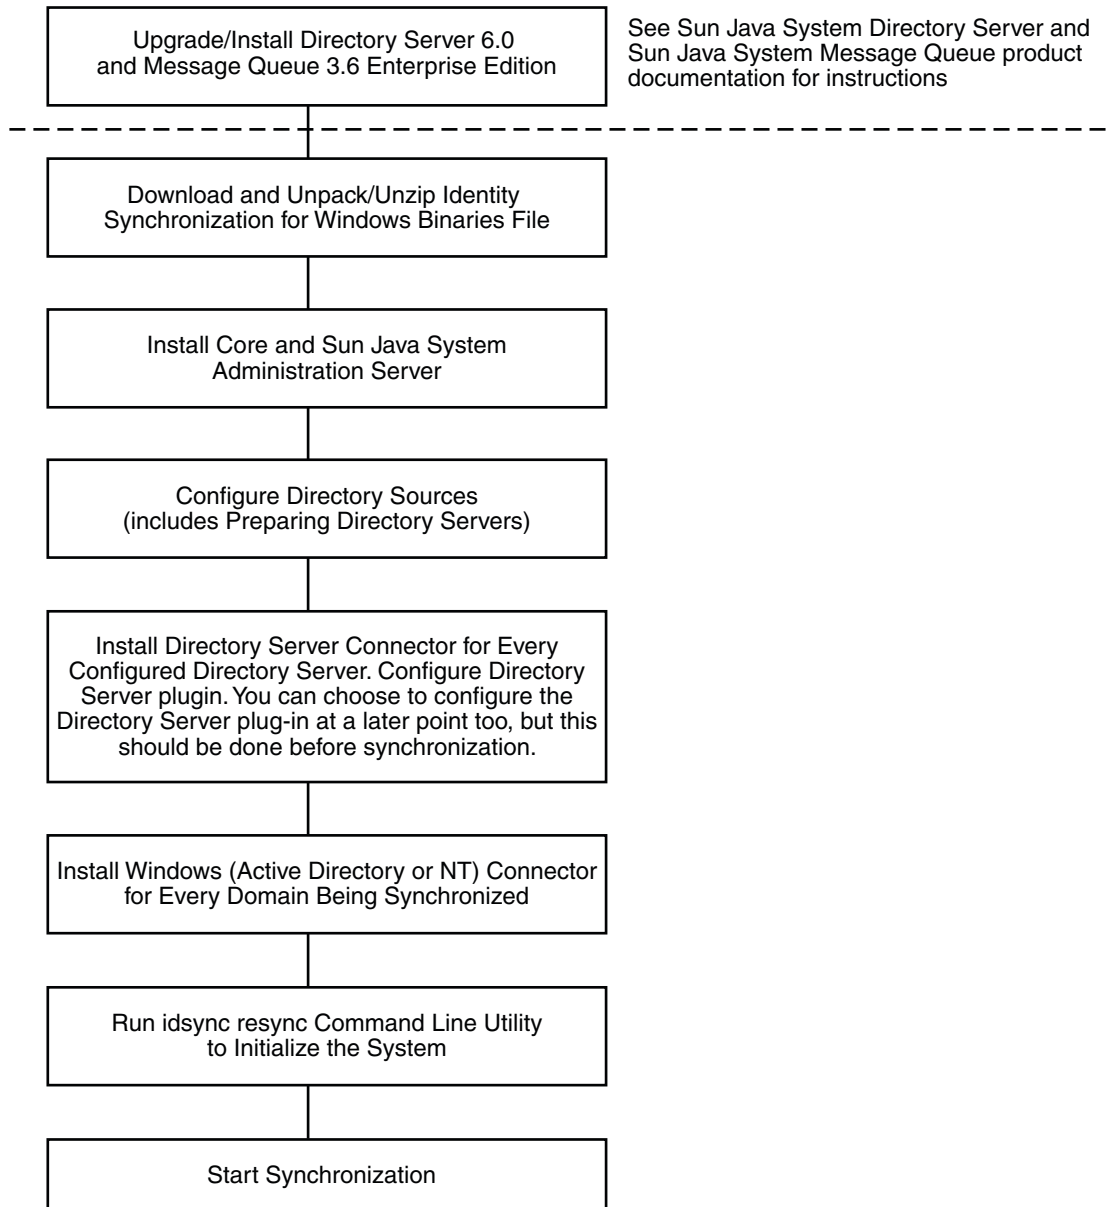 Upgrade/Install Directory Server 6.0
and Message Queue 3.6 Enterprise Edition
See Sun Java System Directory Server and
Sun Java System Message Queue product
documentation for instructions
Download and Unpack/Unzip Identity
Synchronization for Windows Binaries File
Install Core and Sun Java System
Administration Server
Configure Directory Sources
(includes Preparing Directory Servers)
Install Directory Server Connector for Every
Configured Directory Server. Configure Directory
Server plugin. You can choose to configure the
Directory Server plug-in at a later point too, but this
should be done before synchronization.
Install Windows (Active Directory or NT) Connector
for Every Domain Being Synchronized
Run idsync resync Command Line Utility
to Initialize the System
Start Synchronization